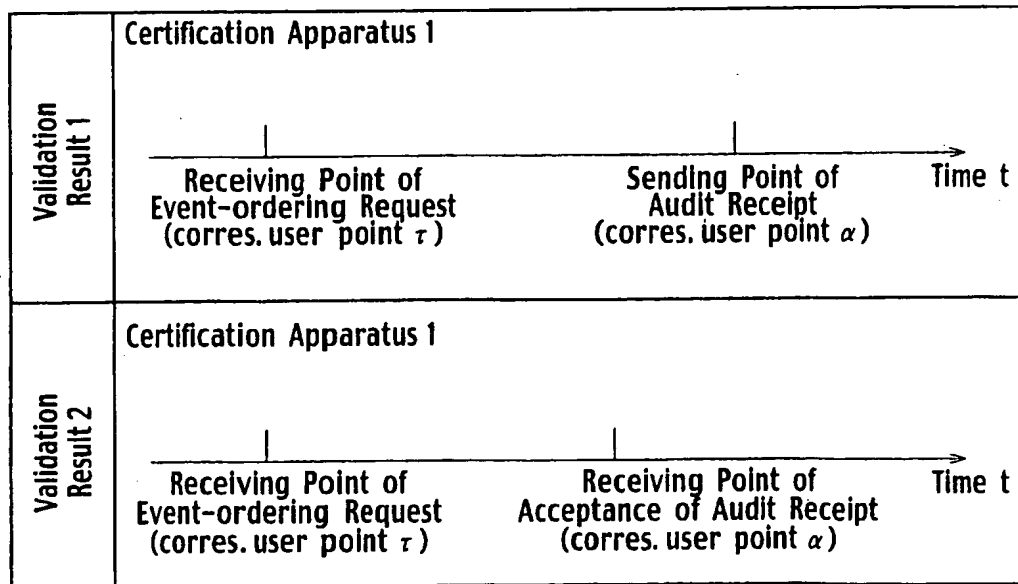 Validation
Result 1
Certification Apparatus 1
Receiving Point of
Event-ordering Request
(corres. user point τ)
Sending Point of
Audit Receipt
(corres. user point α)
Time t
Validation
Result 2
Certification Apparatus 1
Receiving Point of
Event-ordering Request
(corres. user point τ)
Receiving Point of
Acceptance of Audit Receipt
(corres. user point α)
Time t